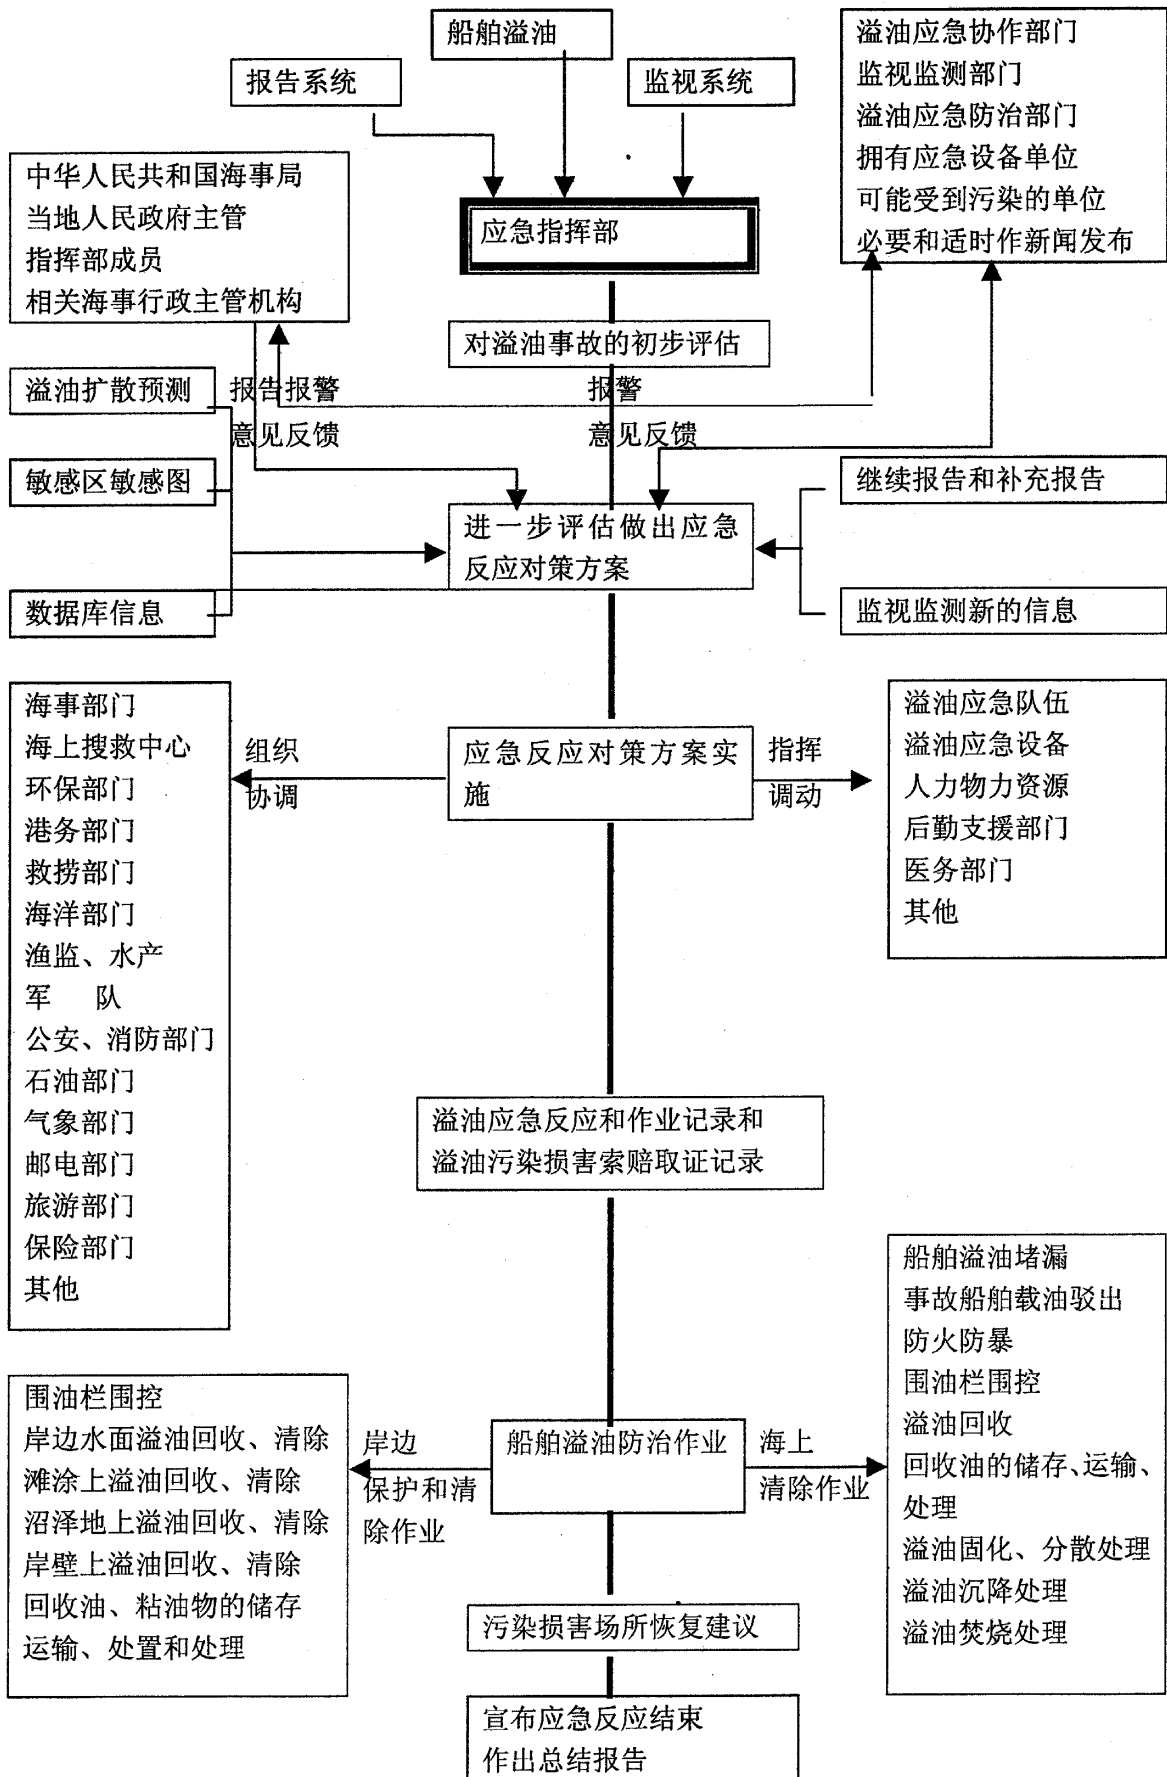 船舶溢油
报告系统
监视系统
溢油应急协作部门
监视监测部门
溢油应急防治部门
拥有应急设备单位
可能受到污染的单位
必要和适时作新闻发布
中华人民共和国海事局
当地人民政府主管
指挥部成员
相关海事行政主管机构
应急指挥部
对溢油事故的初步评估
溢油扩散预测
报告报警
报警
意见反馈
意见反馈
敏感区敏感图
继续报告和补充报告
进一步评估做出应急
反应对策方案
数据库信息
监视监测新的信息
海事部门
海上搜救中心
环保部门
港务部门
救捞部门
海洋部门
渔监、水产
军 队
公安、消防部门
石油部门
气象部门
邮电部门
旅游部门
保险部门
其他
组织
协调
应急反应对策方案实
施
指挥
调动
溢油应急队伍
溢油应急设备
人力物力资源
后勤支援部门
医务部门
其他
溢油应急反应和作业记录和
溢油污染损害索赔取证记录
围油栏围控
岸边水面溢油回收、清除
滩涂上溢油回收、清除
沼泽地上溢油回收、清除
岸壁上溢油回收、清除
回收油、粘油物的储存
运输、处置和处理
岸边
保护和清
除作业
船舶溢油防治作业
海上
清除作业
船舶溢油堵漏
事故船舶载油驳出
防火防暴
围油栏围控
溢油回收
回收油的储存、运输、
处理
溢油固化、分散处理
溢油沉降处理
溢油焚烧处理
污染损害场所恢复建议
宣布应急反应结束
作出总结报告